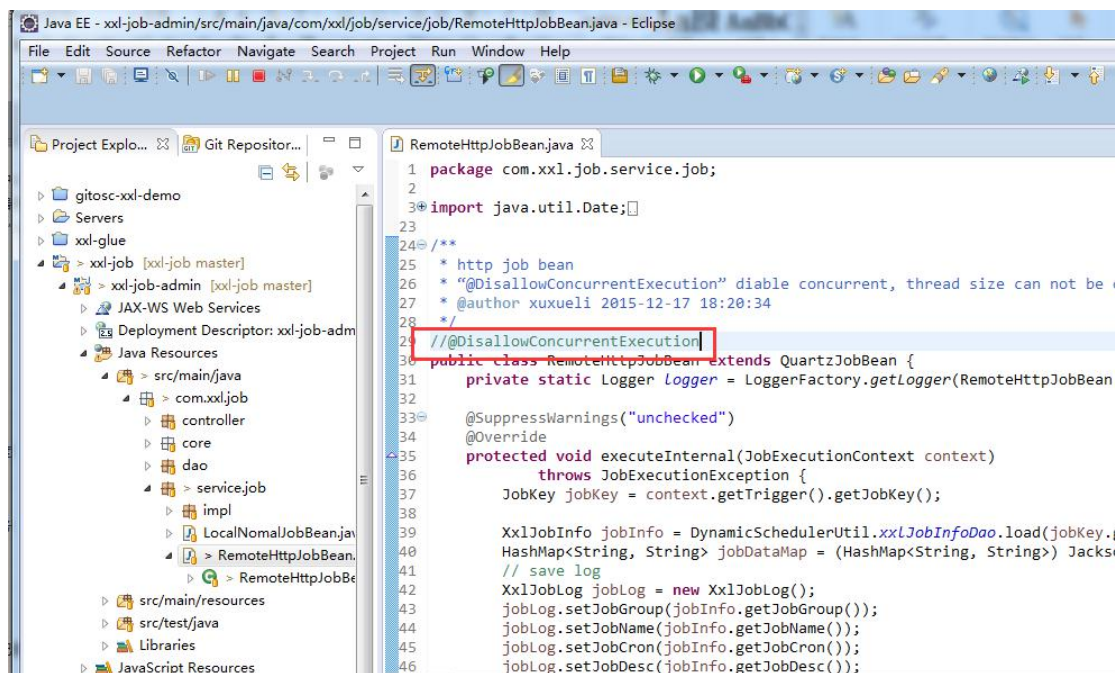 Java EE - xxl-job-admin/src/main/java/com/xxl/job/service/job/RemoteHttpJobBean.java - Eclipse
File Edit Source Refactor Navigate Search Project Run Window Help
Project Explo... Git Repositor...
gitosc-xxl-demo
Servers
xxl-glue
> xxl-job [xxl-job master]
> xxl-job-admin [xxl-job master]
JAX-WS Web Services
Deployment Descriptor: xxl-job-adm
Java Resources
> src/main/java
> com.xxl.job
controller
core
dao
> service.job
impl
LocalNomalJobBean.jav
> RemoteHttpJobBean.
> RemoteHttpJobBe
src/main/resources
src/test/java
Libraries
JavaScript Resources
RemoteHttpJobBean.java
1 package com.xxl.job.service.job;
2
3 import java.util.Date;
23
24 /**
25 * http job bean
26 * “@DisallowConcurrentExecution” diable concurrent, thread size can not be
27 * @author xuxueli 2015-12-17 18:20:34
28 */
29 //@DisallowConcurrentExecution
30 public class RemoteHttpJobBean extends QuartzJobBean {
31 private static Logger logger = LoggerFactory.getLogger(RemoteHttpJobBean
32
33 @SuppressWarnings("unchecked")
34 @Override
35 protected void executeInternal(JobExecutionContext context)
36 throws JobExecutionException {
37 JobKey jobKey = context.getTrigger().getJobKey();
38
39 XxlJobInfo jobInfo = DynamicSchedulerUtil.xxlJobInfoDao.load(jobKey.g
40 HashMap<String, String> jobDataMap = (HashMap<String, String>) Jackso
41 // save log
42 XxlJobLog jobLog = new XxlJobLog();
43 jobLog.setJobGroup(jobInfo.getJobGroup());
44 jobLog.setJobName(jobInfo.getJobName());
45 jobLog.setJobCron(jobInfo.getJobCron());
46 jobLog.setJobDesc(jobInfo.getJobDesc());